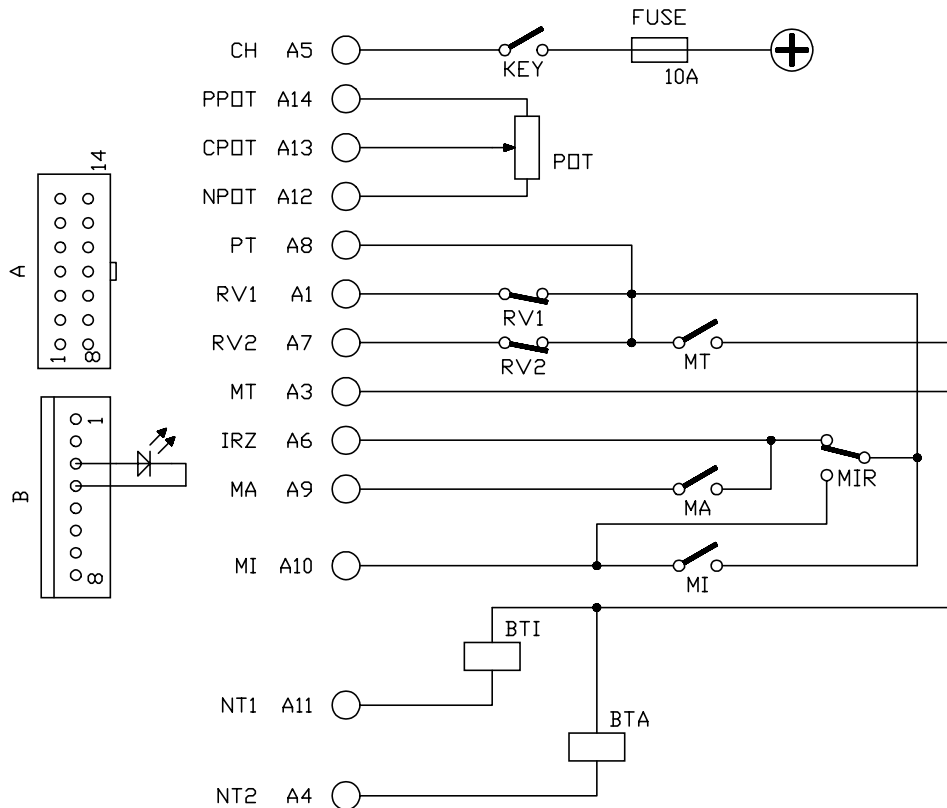 FUSE
CH A5
KEY
10A
PPOT A14
CPOT A13
POT
NPOT A12
14
PT A8
A
RV1 A1
RV1
RV2 A7
MT
RV2
1 8
MT A3
1
IRZ A6
MIR
MA A9
MA
B
MI A10
MI
8
BTI
NT1 A11
BTA
NT2 A4